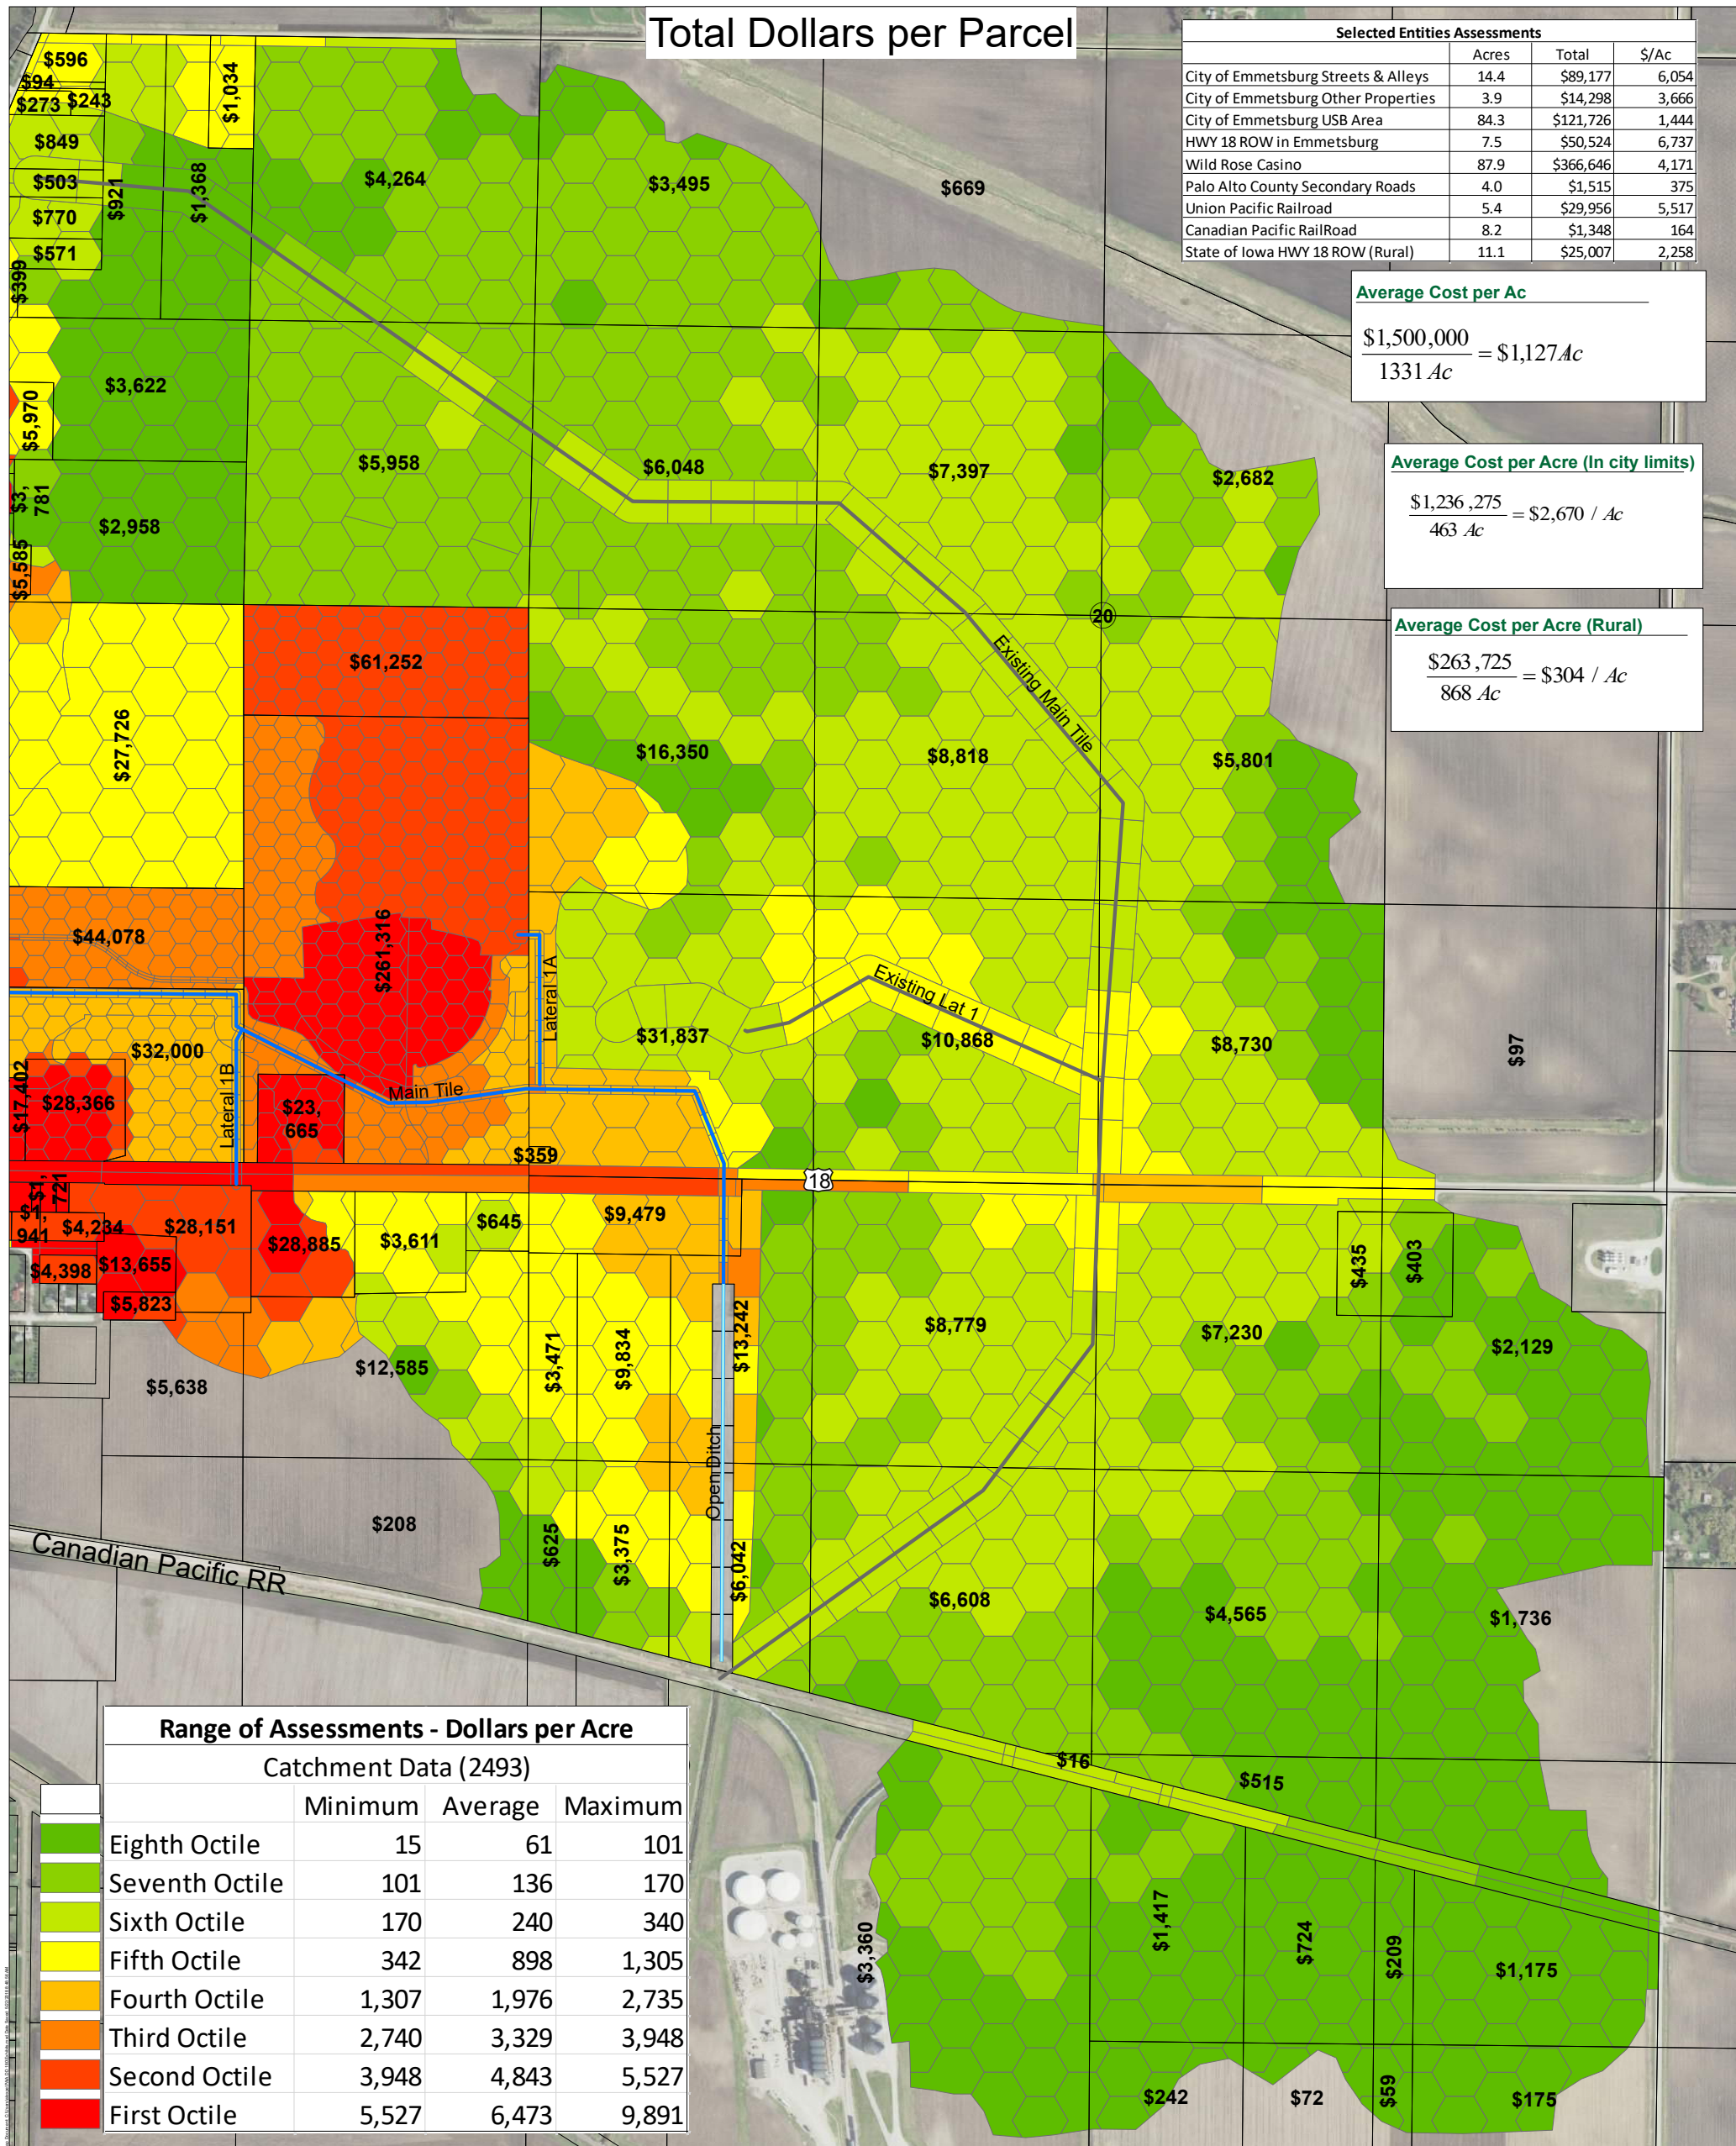 Total Dollars per Parcel
Selected Entities Assessments
Acres Total $/Ac
City of Emmetsburg Streets & Alleys 14.4 $89,177 6,054
City of Emmetsburg Other Properties 3.9 $14,298 3,666
City of Emmetsburg USB Area 84.3 $121,726 1,444
HWY 18 ROW in Emmetsburg 7.5 $50,524 6,737
Wild Rose Casino 87.9 $366,646 4,171
Palo Alto County Secondary Roads 4.0 $1,515 375
Union Pacific Railroad 5.4 $29,956 5,517
Canadian Pacific RailRoad 8.2 $1,348 164
State of Iowa HWY 18 ROW (Rural) 11.1 $25,007 2,258
Average Cost per Ac
$1,500,000
1331 Ac
= $1,127 Ac
Average Cost per Acre (In city limits)
$1,236,275
463 Ac
= $2,670 / Ac
Average Cost per Acre (Rural)
$263,725
868 Ac
= $304 / Ac
$596
$94
$273 $243
$1,034
$849
$503
$921
$1,368
$4,264
$3,495
$669
$770
$571
$399
$3,622
$5,970
$5,958
$6,048
$7,397
$2,682
$3,
781
$2,958
$5,585
20
$61,252
Existing Main Tile
$27,726
$16,350
$8,818
$5,801
$44,078
$261,316
Lateral 1A
Existing Lat 1
$31,837
$10,868
$8,730
$97
$32,000
$17,402
$28,366
Lateral 1B
Main Tile
$23,
665
$359
18
$1,
721
941
$4,234
$28,151
$28,885
$3,611
$645
$9,479
$435
$403
$4,398
$13,655
$5,823
$12,585
$5,638
$3,471
$9,834
$13,242
$8,779
$7,230
$2,129
Open Ditch
$208
$625
$3,375
$6,042
Canadian Pacific RR
$6,608
$4,565
$1,736
$16
$515
$3,360
$1,417
$724
$209
$1,175
$242
$72
$59
$175
Range of Assessments - Dollars per Acre
Catchment Data (2493)
Minimum Average Maximum
Eighth Octile 15 61 101
Seventh Octile 101 136 170
Sixth Octile 170 240 340
Fifth Octile 342 898 1,305
Fourth Octile 1,307 1,976 2,735
Third Octile 2,740 3,329 3,948
Second Octile 3,948 4,843 5,527
First Octile 5,527 6,473 9,891